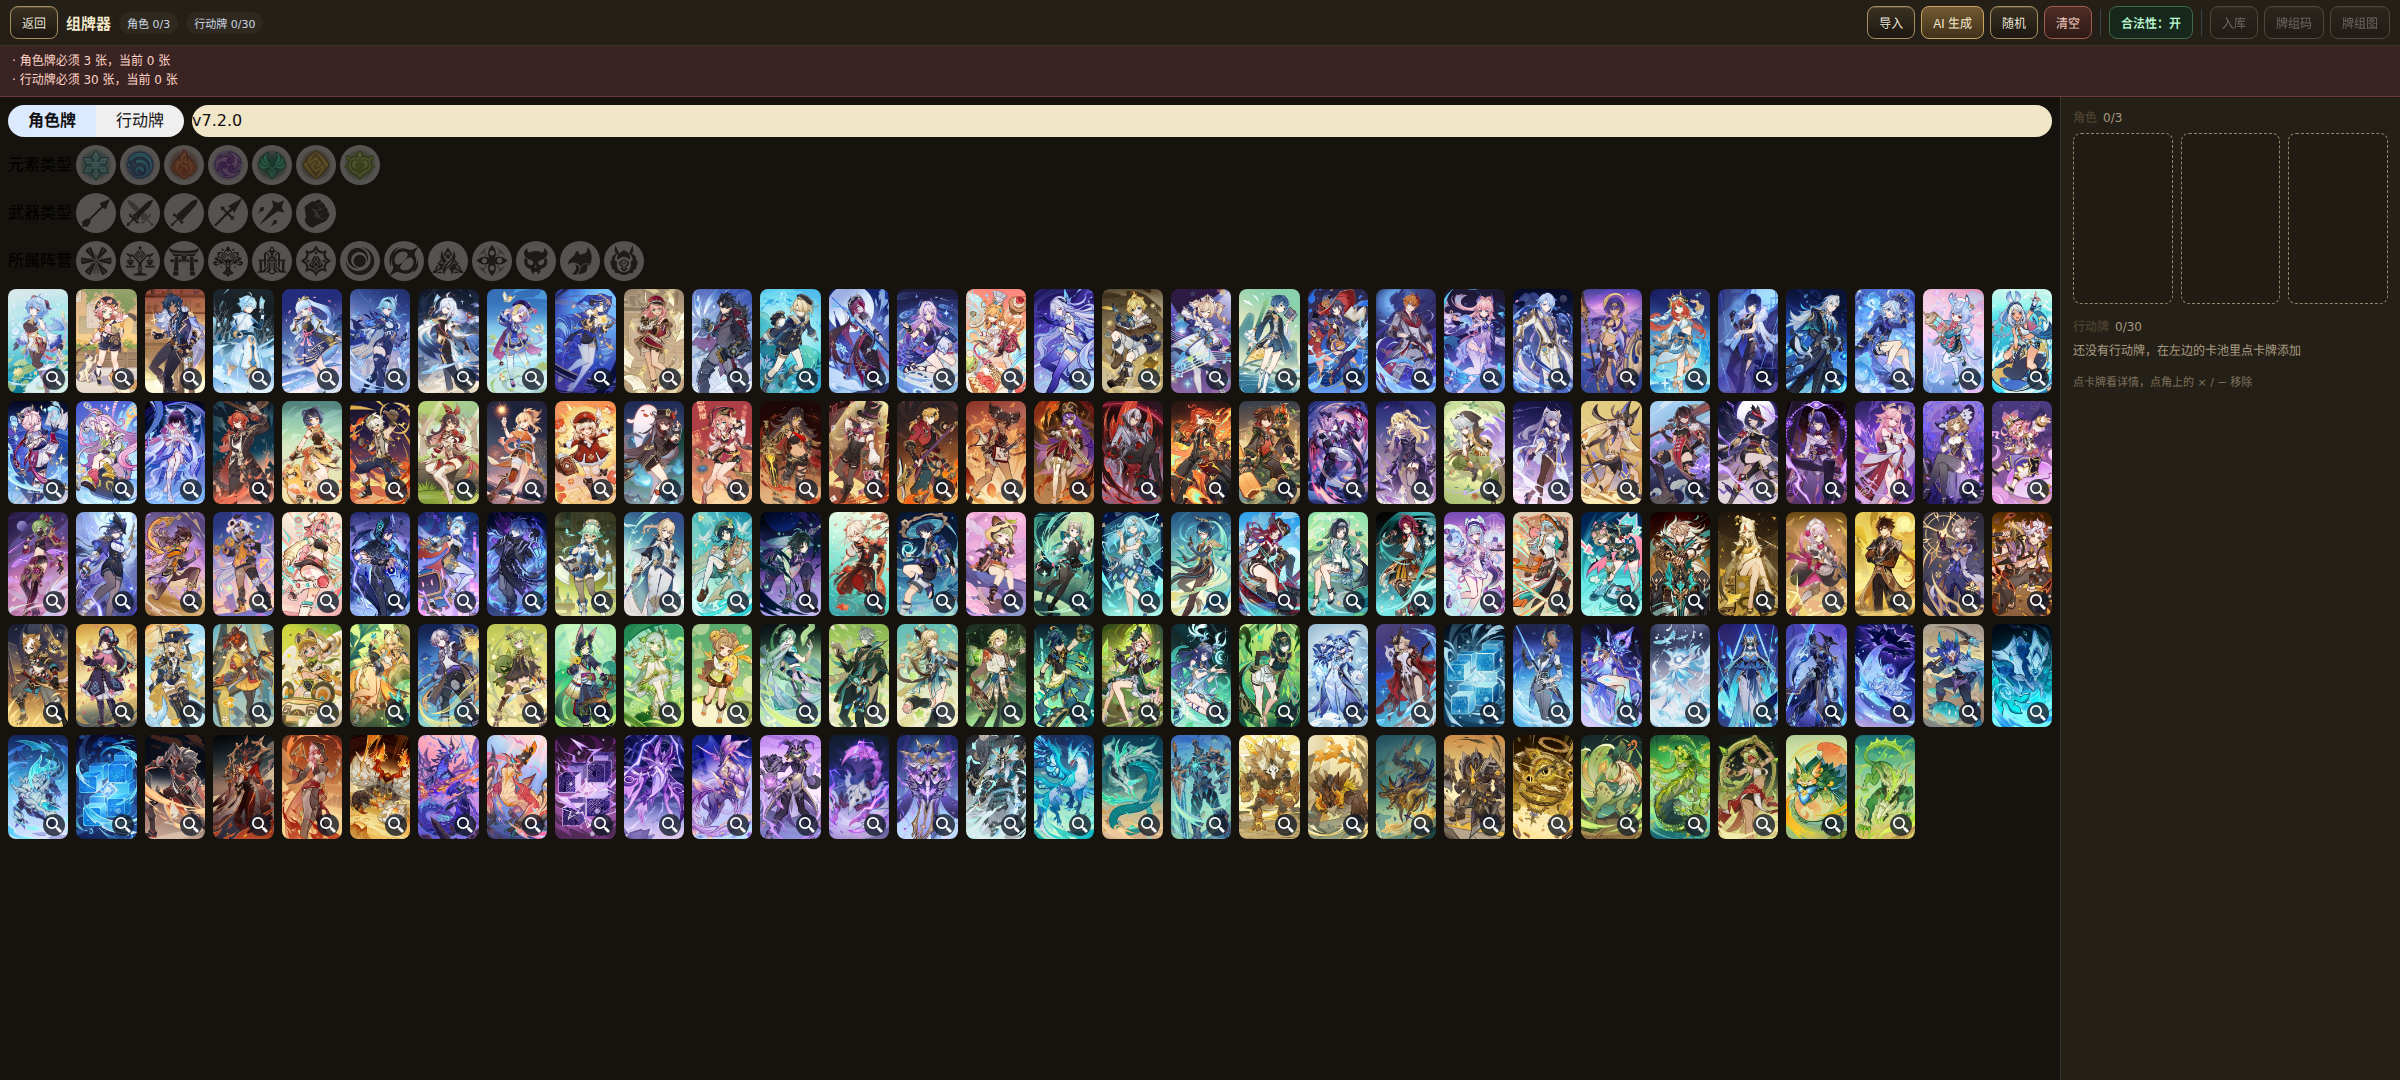 返回 组牌器 角色 0/3 行动牌 0/30 导入 AI 生成 随机 清空 合法性：开 入库 牌组码 牌组图
· 角色牌必须 3 张，当前 0 张
· 行动牌必须 30 张，当前 0 张
角色牌 行动牌 v7.2.0
元素类型
武器类型
所属阵营
角色 0/3
行动牌 0/30
还没有行动牌，在左边的卡池里点卡牌添加
点卡牌看详情，点角上的 × / − 移除